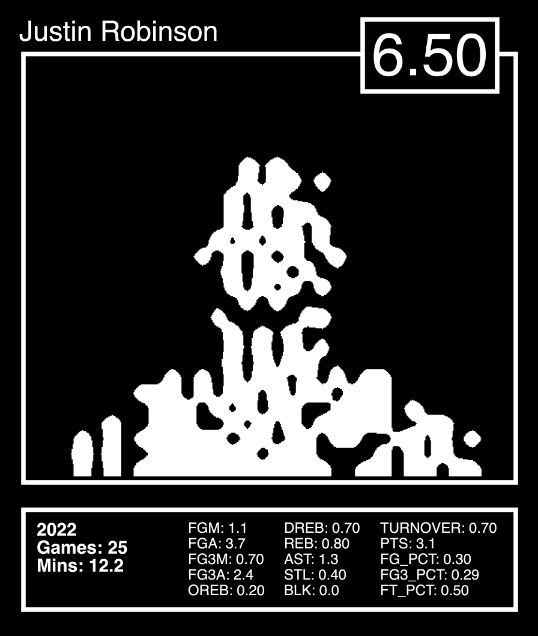 Justin Robinson
6.50
2022
Games: 25
Mins: 12.2
FGM: 1.1
FGA: 3.7
FG3M: 0.70
FG3A: 2.4
OREB: 0.20
DREB: 0.70
REB: 0.80
AST: 1.3
STL: 0.40
BLK: 0.0
TURNOVER: 0.70
PTS: 3.1
FG_PCT: 0.30
FG3_PCT: 0.29
FT_PCT: 0.50